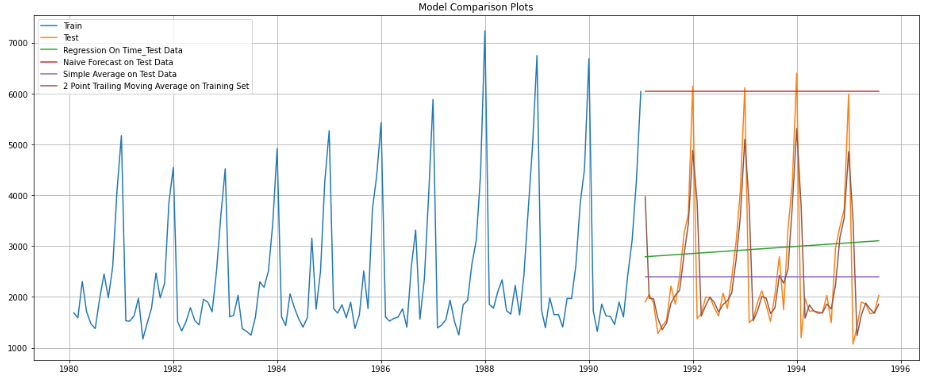 Model Comparison Plots
Train
Test
Regression On Time_Test Data
Naive Forecast on Test Data
Simple Average on Test Data
2 Point Trailing Moving Average on Training Set
7000
6000
5000
4000
3000
2000
1000
1980 1982 1984 1986 1988 1990 1992 1994 1996